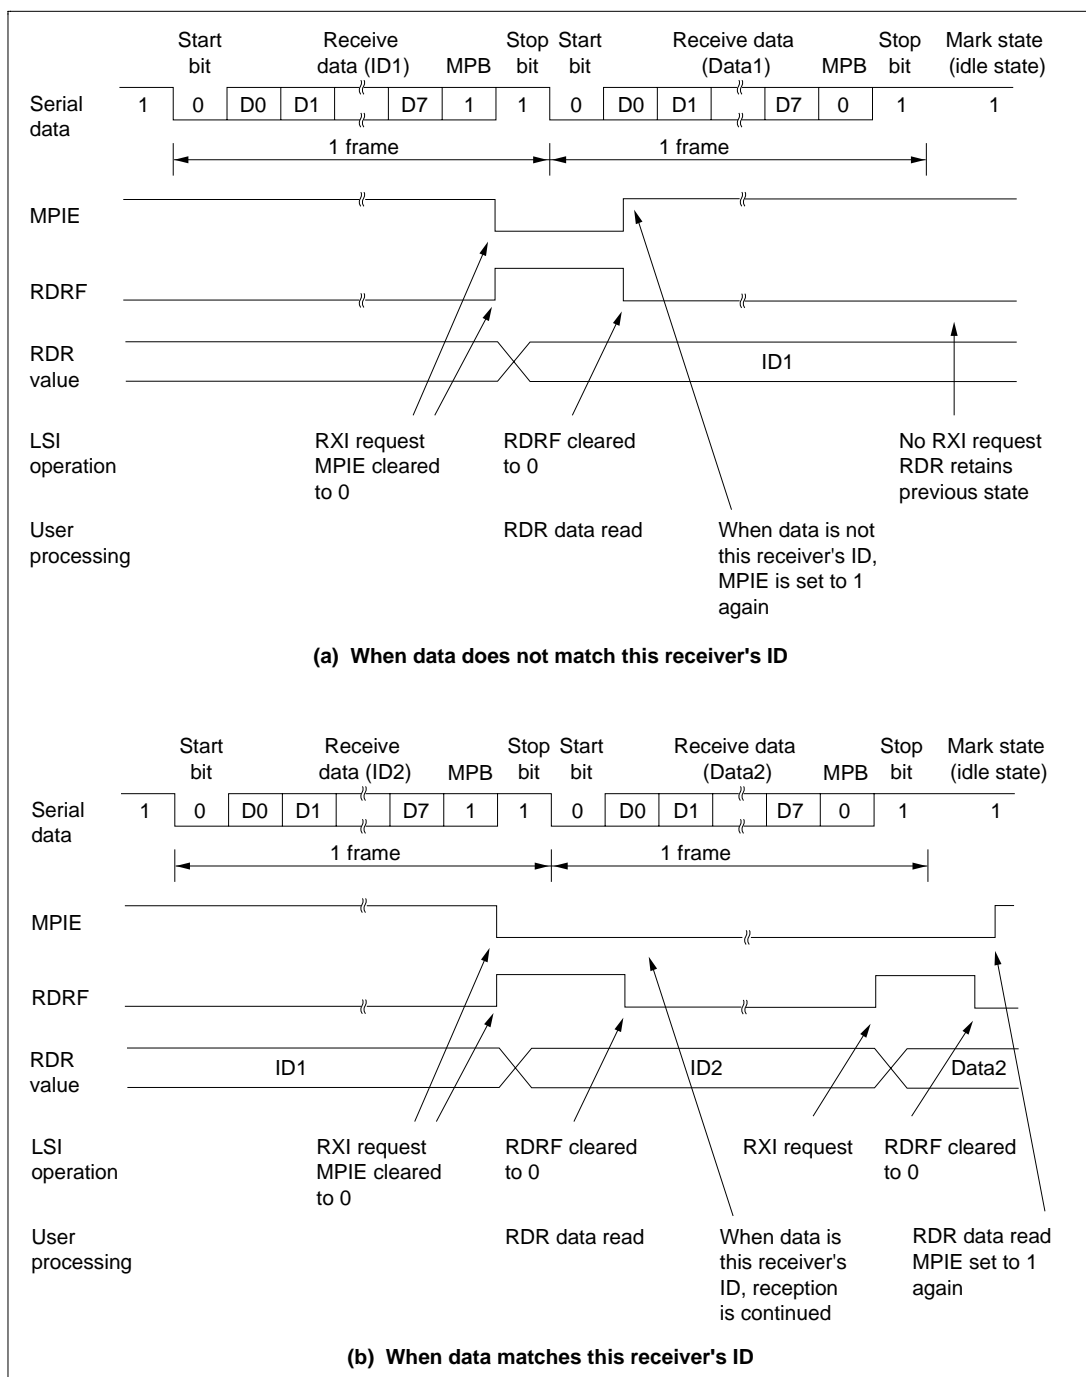 Start Receive Stop Start Receive data Stop Mark state
bit data (ID1) MPB bit bit (Data1) MPB bit (idle state)
Serial data 1 0 D0 D1 D7 1 1 0 D0 D1 D7 0 1 1
1 frame 1 frame
MPIE
RDRF
RDR value ID1
LSI operation
RXI request
MPIE cleared
to 0
RDRF cleared
to 0
No RXI request
RDR retains
previous state
User processing
RDR data read
When data is not
this receiver's ID,
MPIE is set to 1
again
(a) When data does not match this receiver's ID
Start Receive Stop Start Receive data Stop Mark state
bit data (ID2) MPB bit bit (Data2) MPB bit (idle state)
Serial data 1 0 D0 D1 D7 1 1 0 D0 D1 D7 0 1 1
1 frame 1 frame
MPIE
RDRF
RDR value ID1 ID2 Data2
LSI operation
RXI request
MPIE cleared
to 0
RDRF cleared
to 0
RXI request
RDRF cleared
to 0
User processing
RDR data read
When data is
this receiver's
ID, reception
is continued
RDR data read
MPIE set to 1
again
(b) When data matches this receiver's ID